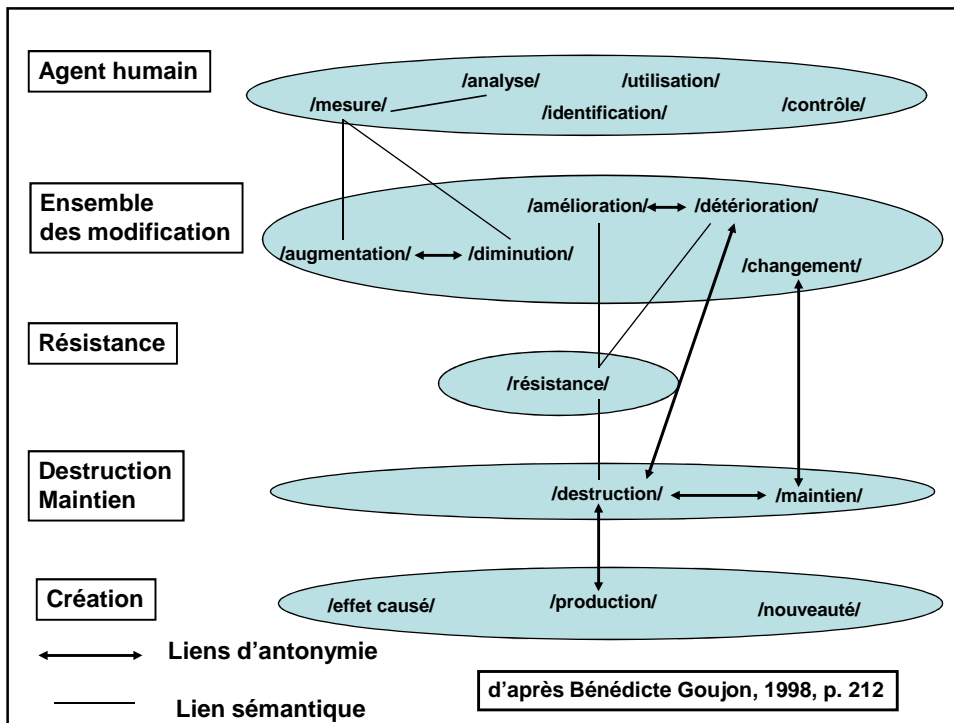 Agent humain
/analyse/ /utilisation/
/mesure/ /identification/ /contrôle/
Ensemble
des modification
/amélioration/ /détérioration/
/augmentation/ /diminution/
/changement/
Résistance
/résistance/
Destruction
Maintien
/destruction/ /maintien/
Création
/effet causé/ /production/ /nouveauté/
Liens d'antonymie
Lien sémantique
d'après Bénédicte Goujon, 1998, p. 212